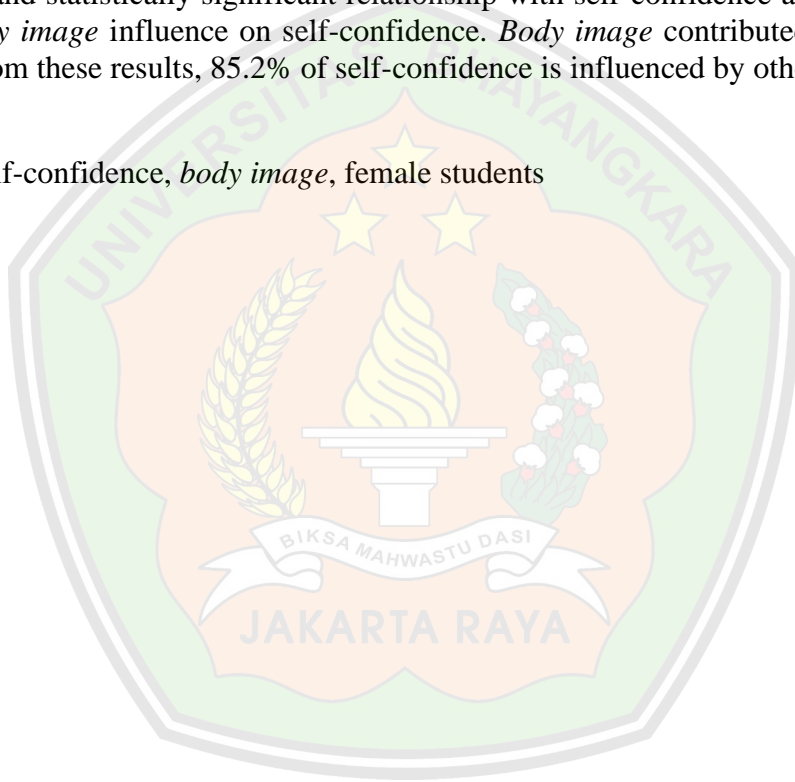 and statistically significant relationship with self-confidence a
y image influence on self-confidence. Body image contributed
om these results, 85.2% of self-confidence is influenced by oth
lf-confidence, body image, female students
UNIVERSITAS BHAYANGKARA
BIKSA MAHWASTU DASI
JAKARTA RAYA